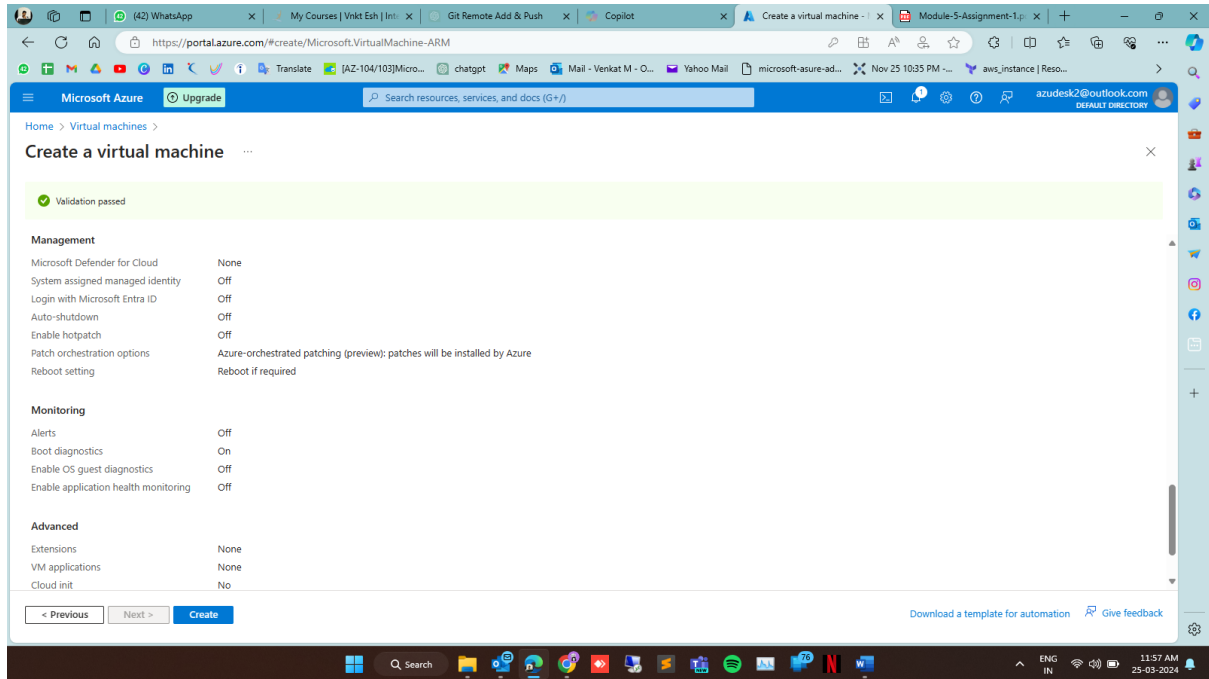 (42) WhatsApp
My Courses | Vnkt Esh | Inte
Git Remote Add & Push
Copilot
Create a virtual machine -
Module-5-Assignment-1.p
https://portal.azure.com/#create/Microsoft.VirtualMachine-ARM
Translate
[AZ-104/103]Micro...
chatgpt
Maps
Mail - Venkat M - O...
Yahoo Mail
microsoft-asure-ad...
Nov 25 10:35 PM -...
aws_instance | Reso...
Microsoft Azure
Upgrade
Search resources, services, and docs (G+/)
1
azudesk2@outlook.com
DEFAULT DIRECTORY
Home > Virtual machines >
Create a virtual machine ...
Validation passed
Management
Microsoft Defender for Cloud None
System assigned managed identity Off
Login with Microsoft Entra ID Off
Auto-shutdown Off
Enable hotpatch Off
Patch orchestration options Azure-orchestrated patching (preview): patches will be installed by Azure
Reboot setting Reboot if required
Monitoring
Alerts Off
Boot diagnostics On
Enable OS guest diagnostics Off
Enable application health monitoring Off
Advanced
Extensions None
VM applications None
Cloud init No
< Previous Next > Create Download a template for automation Give feedback
Search
76
ENG
IN
11:57 AM
25-03-2024